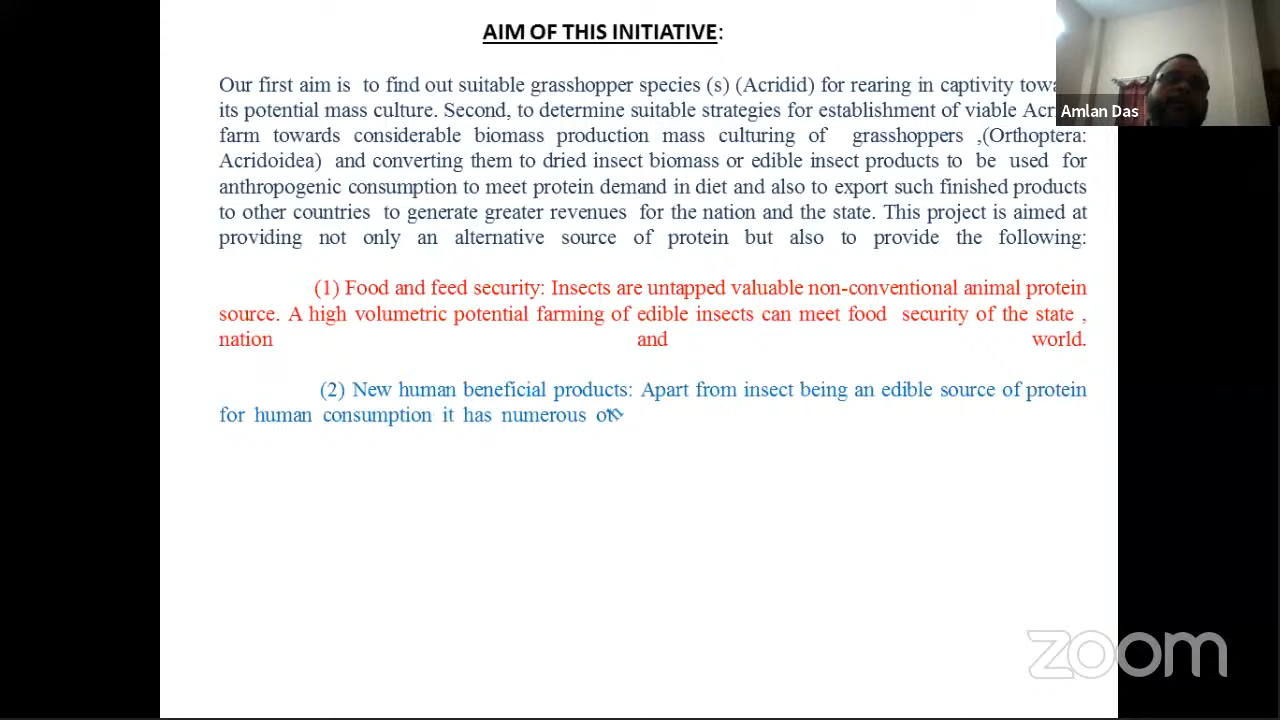 AIM OF THIS INITIATIVE:
Our first aim is to find out suitable grasshopper species (s) (Acridid) for rearing in captivity
its potential mass culture. Second, to determine suitable strategies for establishment of viable
farm towards considerable biomass production mass culturing of grasshoppers ,(Orthoptera:
Acridoidea) and converting them to dried insect biomass or edible insect products to be used for
anthropogenic consumption to meet protein demand in diet and also to export such finished products
to other countries to generate greater revenues for the nation and the state. This project is aimed at
providing not only an alternative source of protein but also to provide the following:
(1) Food and feed security: Insects are untapped valuable non-conventional animal protein
source. A high volumetric potential farming of edible insects can meet food security of the state ,
nation and world.
(2) New human beneficial products: Apart from insect being an edible source of protein
for human consumption it has numerous
Amlan Das
zoom